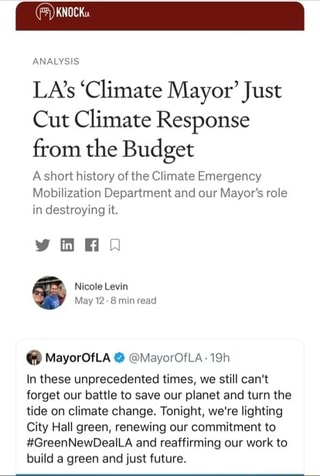 KNOCK.LA
ANALYSIS
LA's 'Climate Mayor' Just
Cut Climate Response
from the Budget
A short history of the Climate Emergency
Mobilization Department and our Mayor's role
in destroying it.
Nicole Levin
May 12 · 8 min read
MayorOfLA @MayorOfLA · 19h
In these unprecedented times, we still can't
forget our battle to save our planet and turn the
tide on climate change. Tonight, we're lighting
City Hall green, renewing our commitment to
#GreenNewDealLA and reaffirming our work to
build a green and just future.